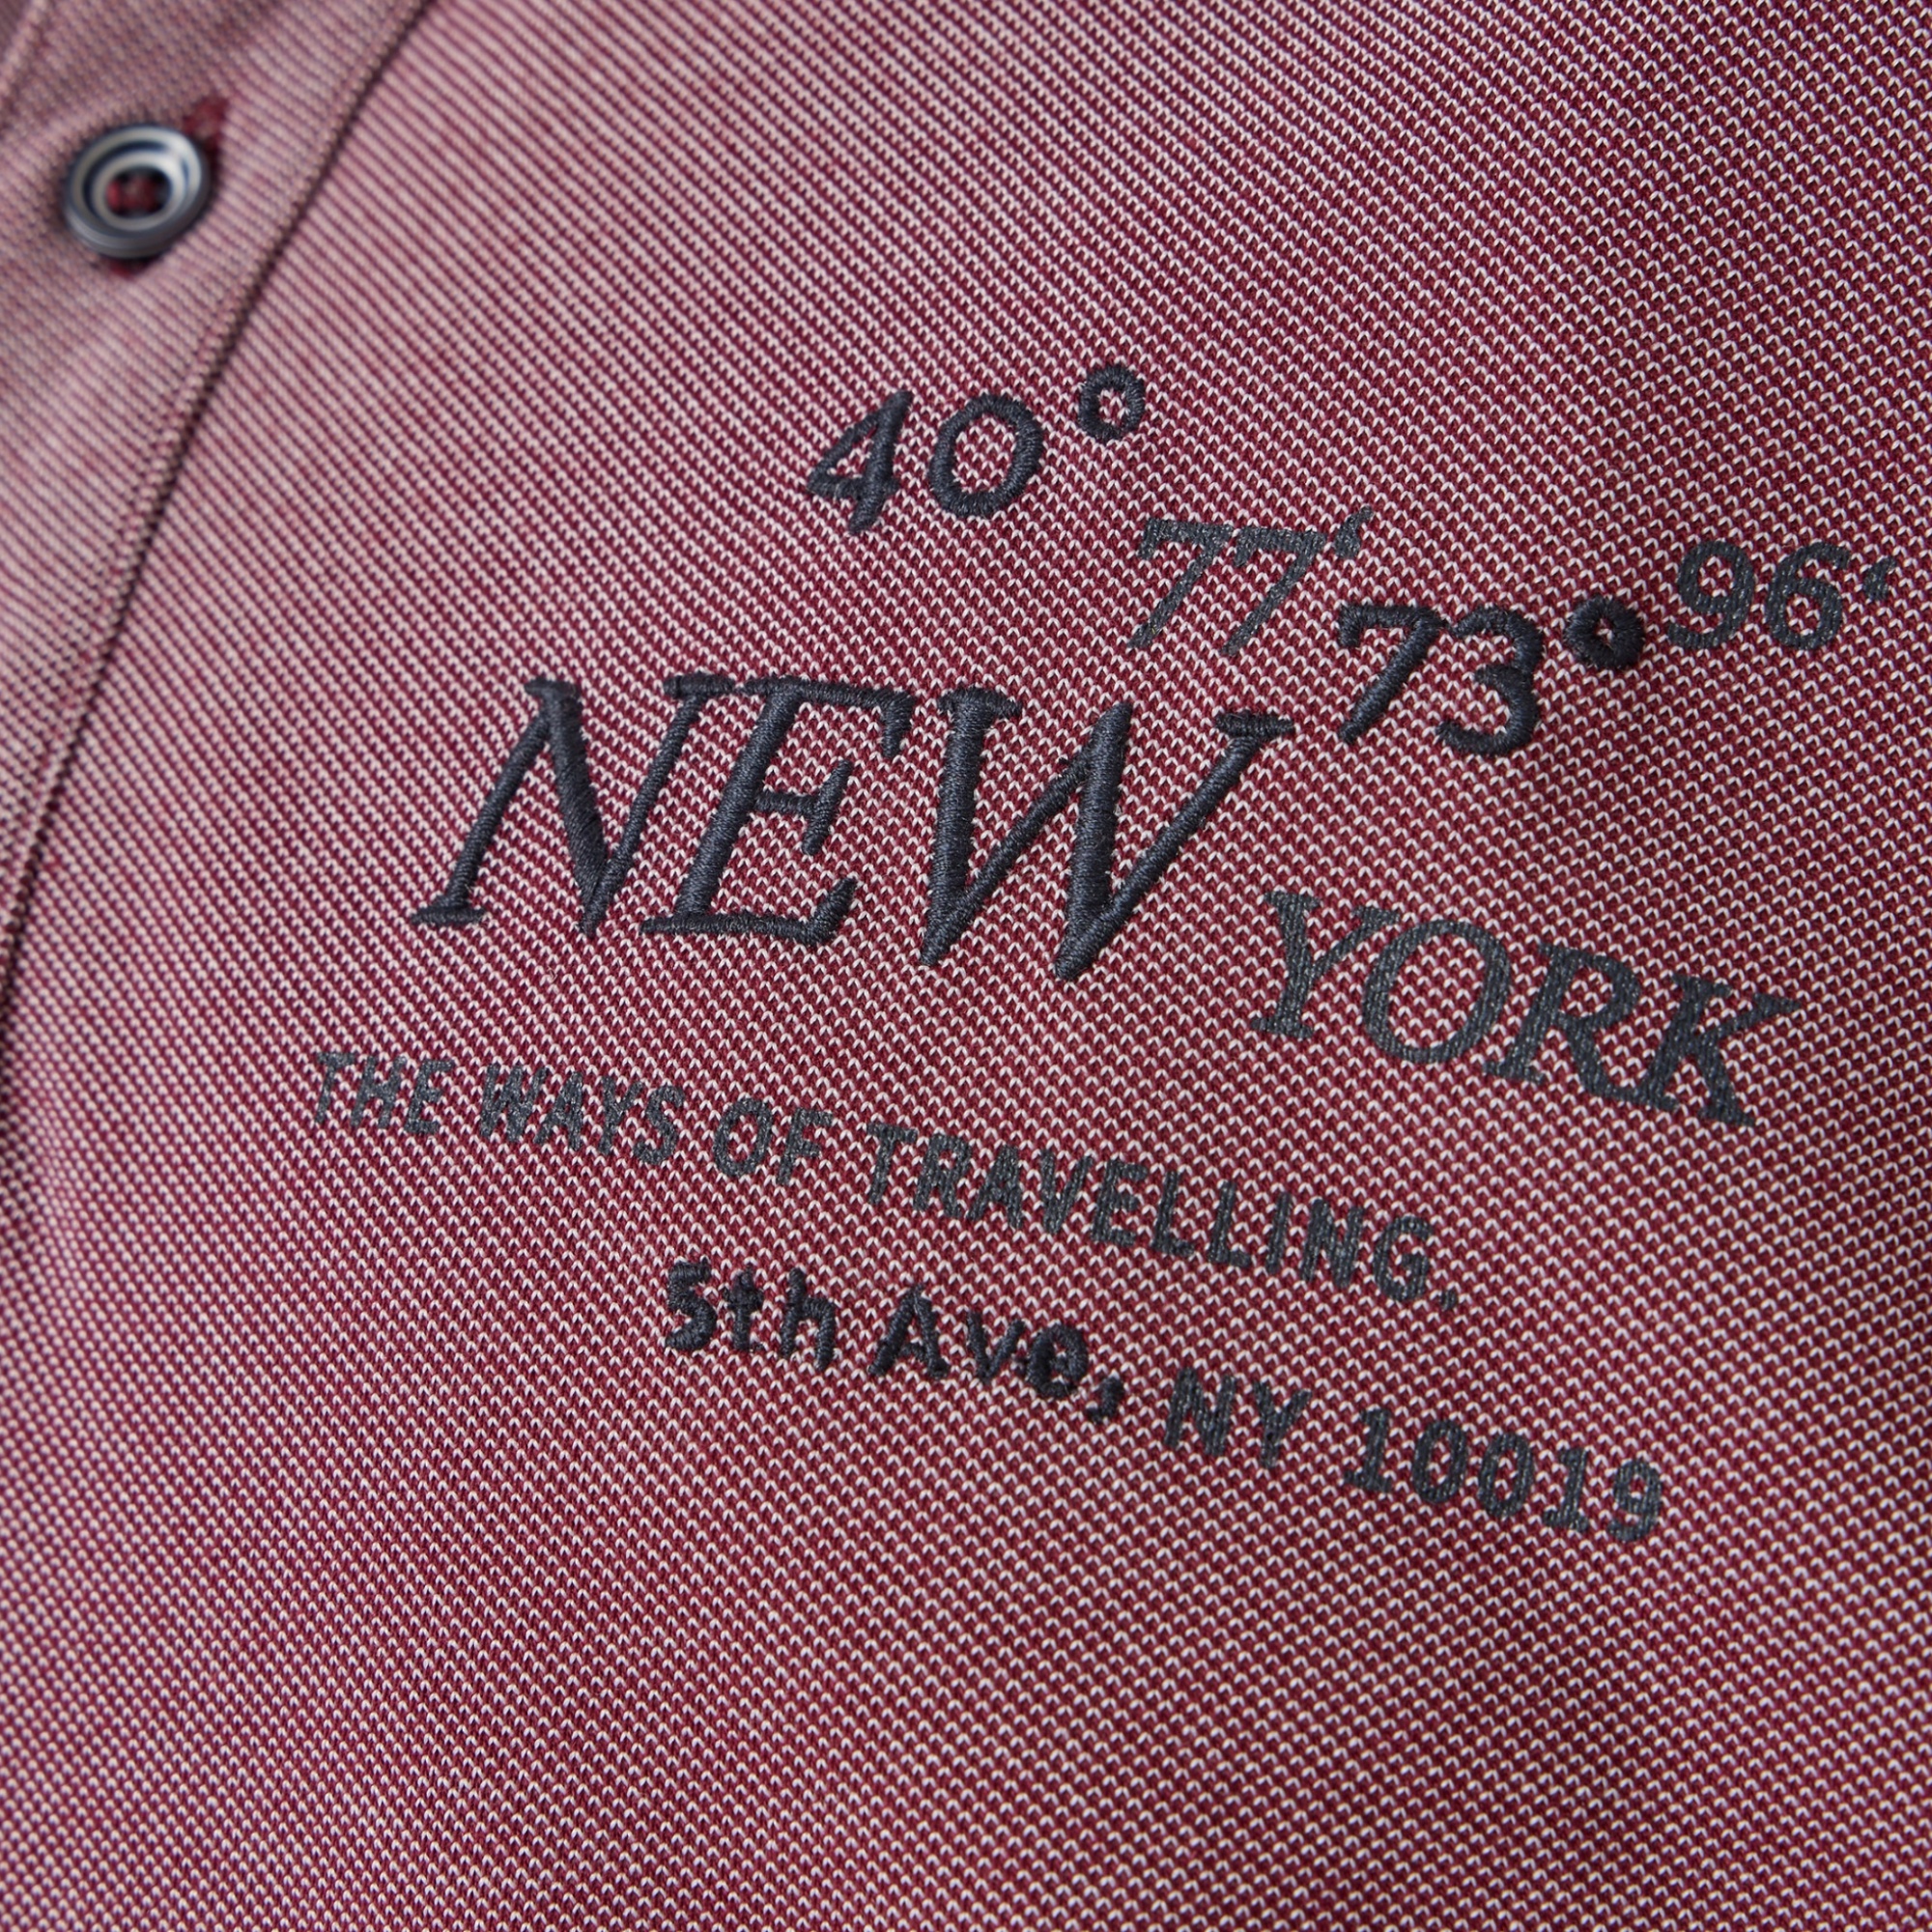 40° 77‘ 73° 96‘
NEW YORK
THE WAYS OF TRAVELLING.
5th Ave, NY 10019